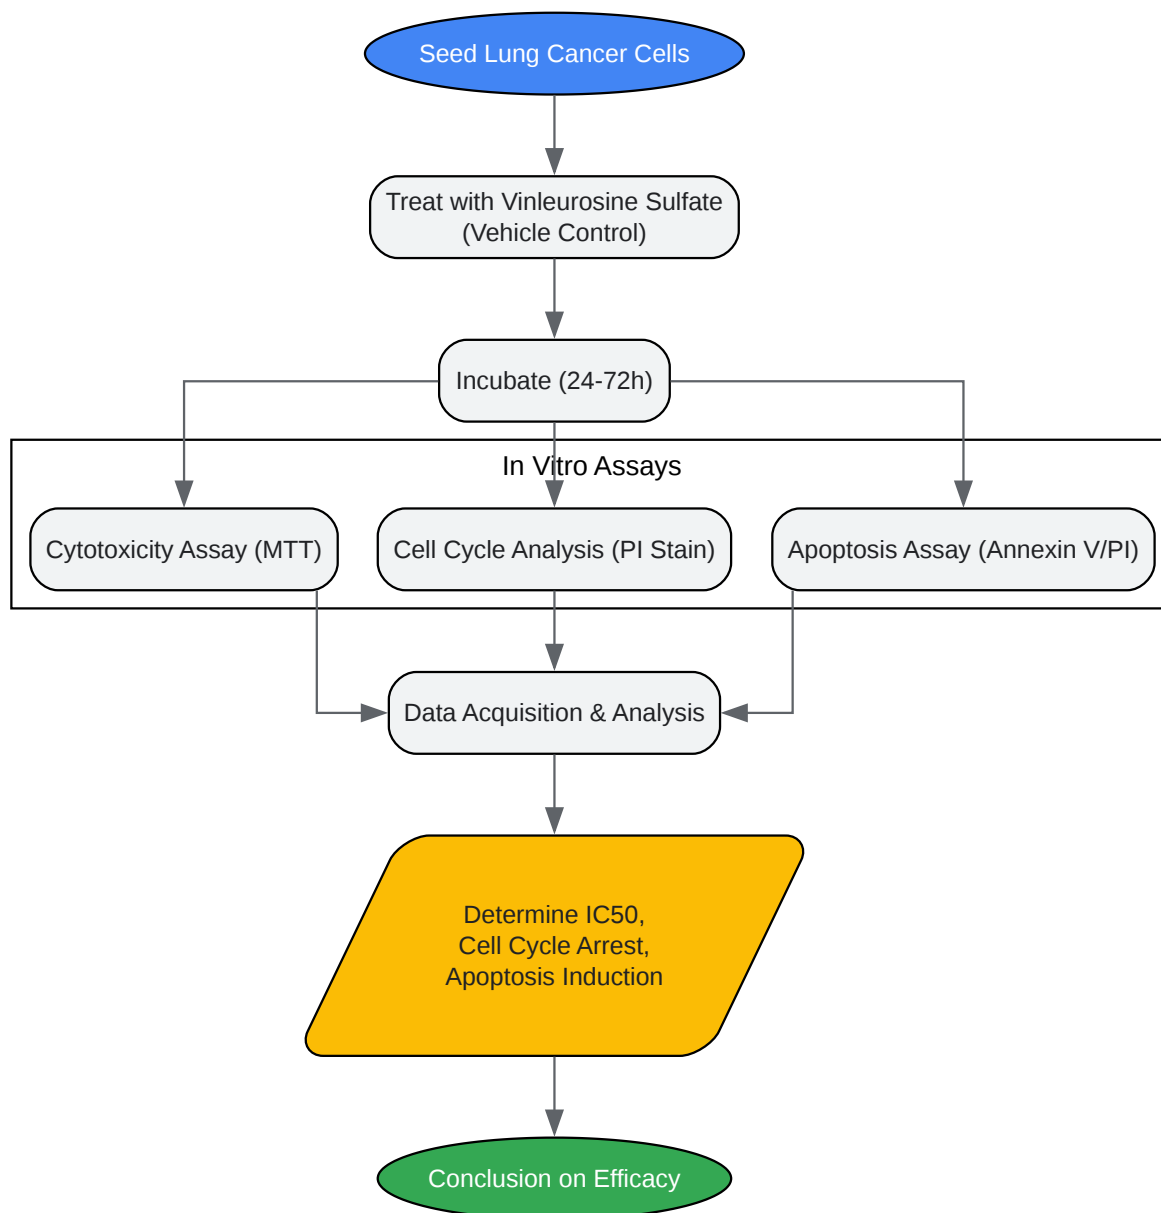 Seed Lung Cancer Cells
Treat with Vinleurosine Sulfate
(Vehicle Control)
Incubate (24-72h)
In Vitro Assays
Cytotoxicity Assay (MTT)
Cell Cycle Analysis (PI Stain)
Apoptosis Assay (Annexin V/PI)
Data Acquisition & Analysis
Determine IC50,
Cell Cycle Arrest,
Apoptosis Induction
Conclusion on Efficacy